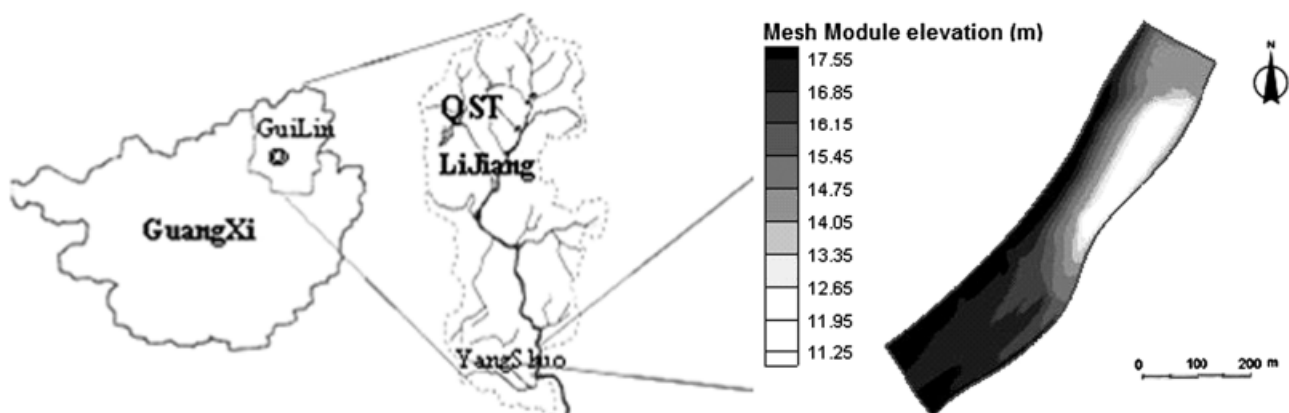 GuiLin
GuangXi
QST
LiJiang
YangShuo
Mesh Module elevation (m)
17.55
16.85
16.15
15.45
14.75
14.05
13.35
12.65
11.95
11.25
N
0 100 200 m